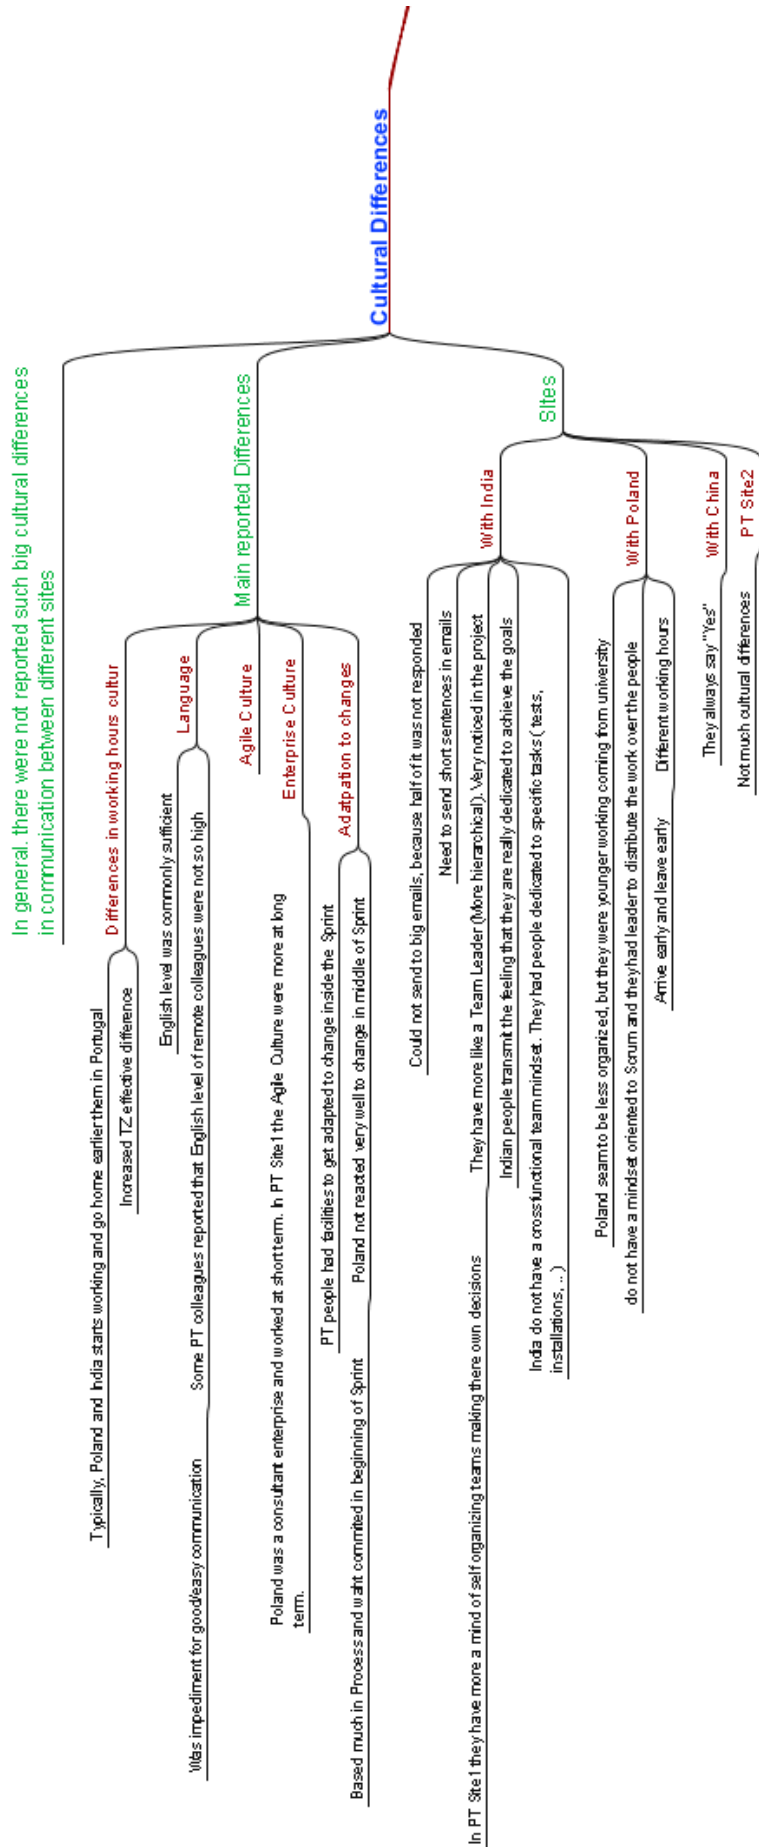 Cultural Differences
In general, there were not reported such big cultural differences
in communication between different sites
Main reported Differences
Differences in working hours cultur
Typically, Poland and India starts working and go home earlier them in Portugal
Increased TZ effective difference
Language
English level was commonly sufficient
Some PT colleagues reported that English level of remote colleagues were not so high
Was impediment for good/easy communication
Agile Culture
Enterprise Culture
Poland was a consultant enterprise and worked at short term. In PT Site1 the Agile Culture were more at long
term.
Adatpation to changes
PT people had facilities to get adapted to change inside the Sprint
Poland not reacted very well to change in middle of Sprint
Based much in Process and waht commited in beginning of Sprint
Sites
With India
Could not send to big emails, because half of it was not responded
Need to send short sentences in emails
They have more like a Team Leader (More hierarchical). Very noticed in the project
In PT Site1 they have more a mind of self organizing teams making there own decisions
Indian people transmit the feeling that they are really dedicated to achieve the goals
India do not have a crossfunctional team mindset. They had people dedicated to specific tasks ( tests,
installations, .. )
With Poland
Poland seam to be less organized, but they were younger working coming from university
do not have a mindset oriented to Scrum and they had leader to distribute the work over the people
Different working hours
Arrive early and leave early
With China
They always say "Yes"
PT Site2
Not much cultural differences